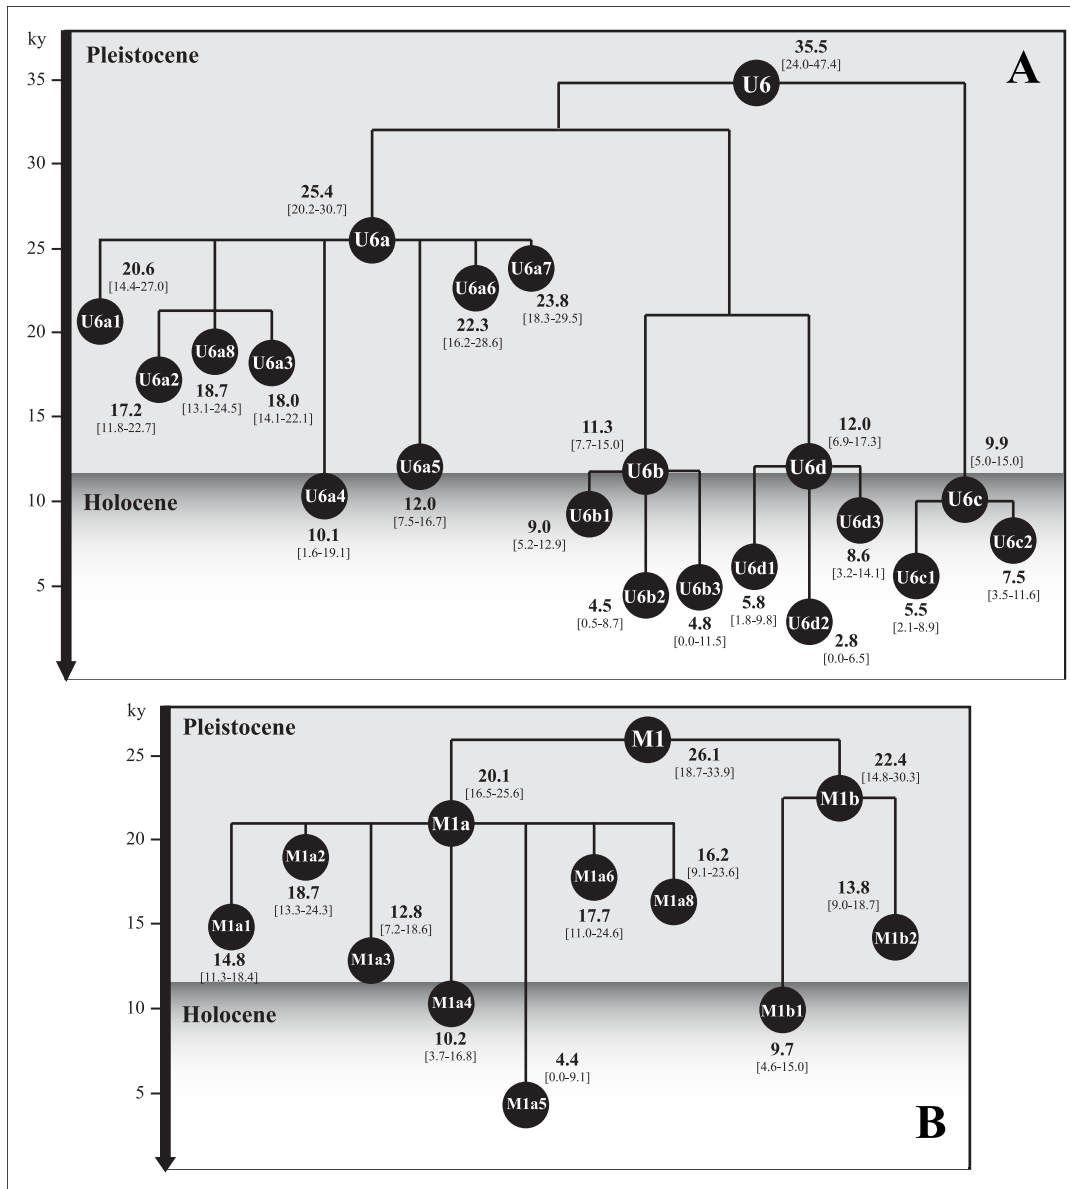 ky
Pleistocene
A
35.5
[24.0-47.4]
U6
35
30
25
20
15
10
5
25.4
[20.2-30.7]
U6a
20.6
[14.4-27.0]
U6a1
U6a2
17.2
[11.8-22.7]
U6a8
18.7
[13.1-24.5]
U6a3
18.0
[14.1-22.1]
U6a6
22.3
[16.2-28.6]
U6a7
23.8
[18.3-29.5]
U6a4
10.1
[1.6-19.1]
U6a5
12.0
[7.5-16.7]
11.3
[7.7-15.0]
U6b
U6b1
9.0
[5.2-12.9]
U6b2
4.5
[0.5-8.7]
U6b3
4.8
[0.0-11.5]
12.0
[6.9-17.3]
U6d
U6d1
5.8
[1.8-9.8]
U6d2
2.8
[0.0-6.5]
U6d3
8.6
[3.2-14.1]
9.9
[5.0-15.0]
U6c
U6c1
5.5
[2.1-8.9]
U6c2
7.5
[3.5-11.6]
Holocene
ky
Pleistocene
M1
26.1
[18.7-33.9]
25
20
15
10
5
20.1
[16.5-25.6]
M1a
22.4
[14.8-30.3]
M1b
M1a1
14.8
[11.3-18.4]
M1a2
18.7
[13.3-24.3]
12.8
[7.2-18.6]
M1a3
M1a4
10.2
[3.7-16.8]
4.4
[0.0-9.1]
M1a5
M1a6
17.7
[11.0-24.6]
16.2
[9.1-23.6]
M1a8
M1b1
9.7
[4.6-15.0]
13.8
[9.0-18.7]
M1b2
Holocene
B